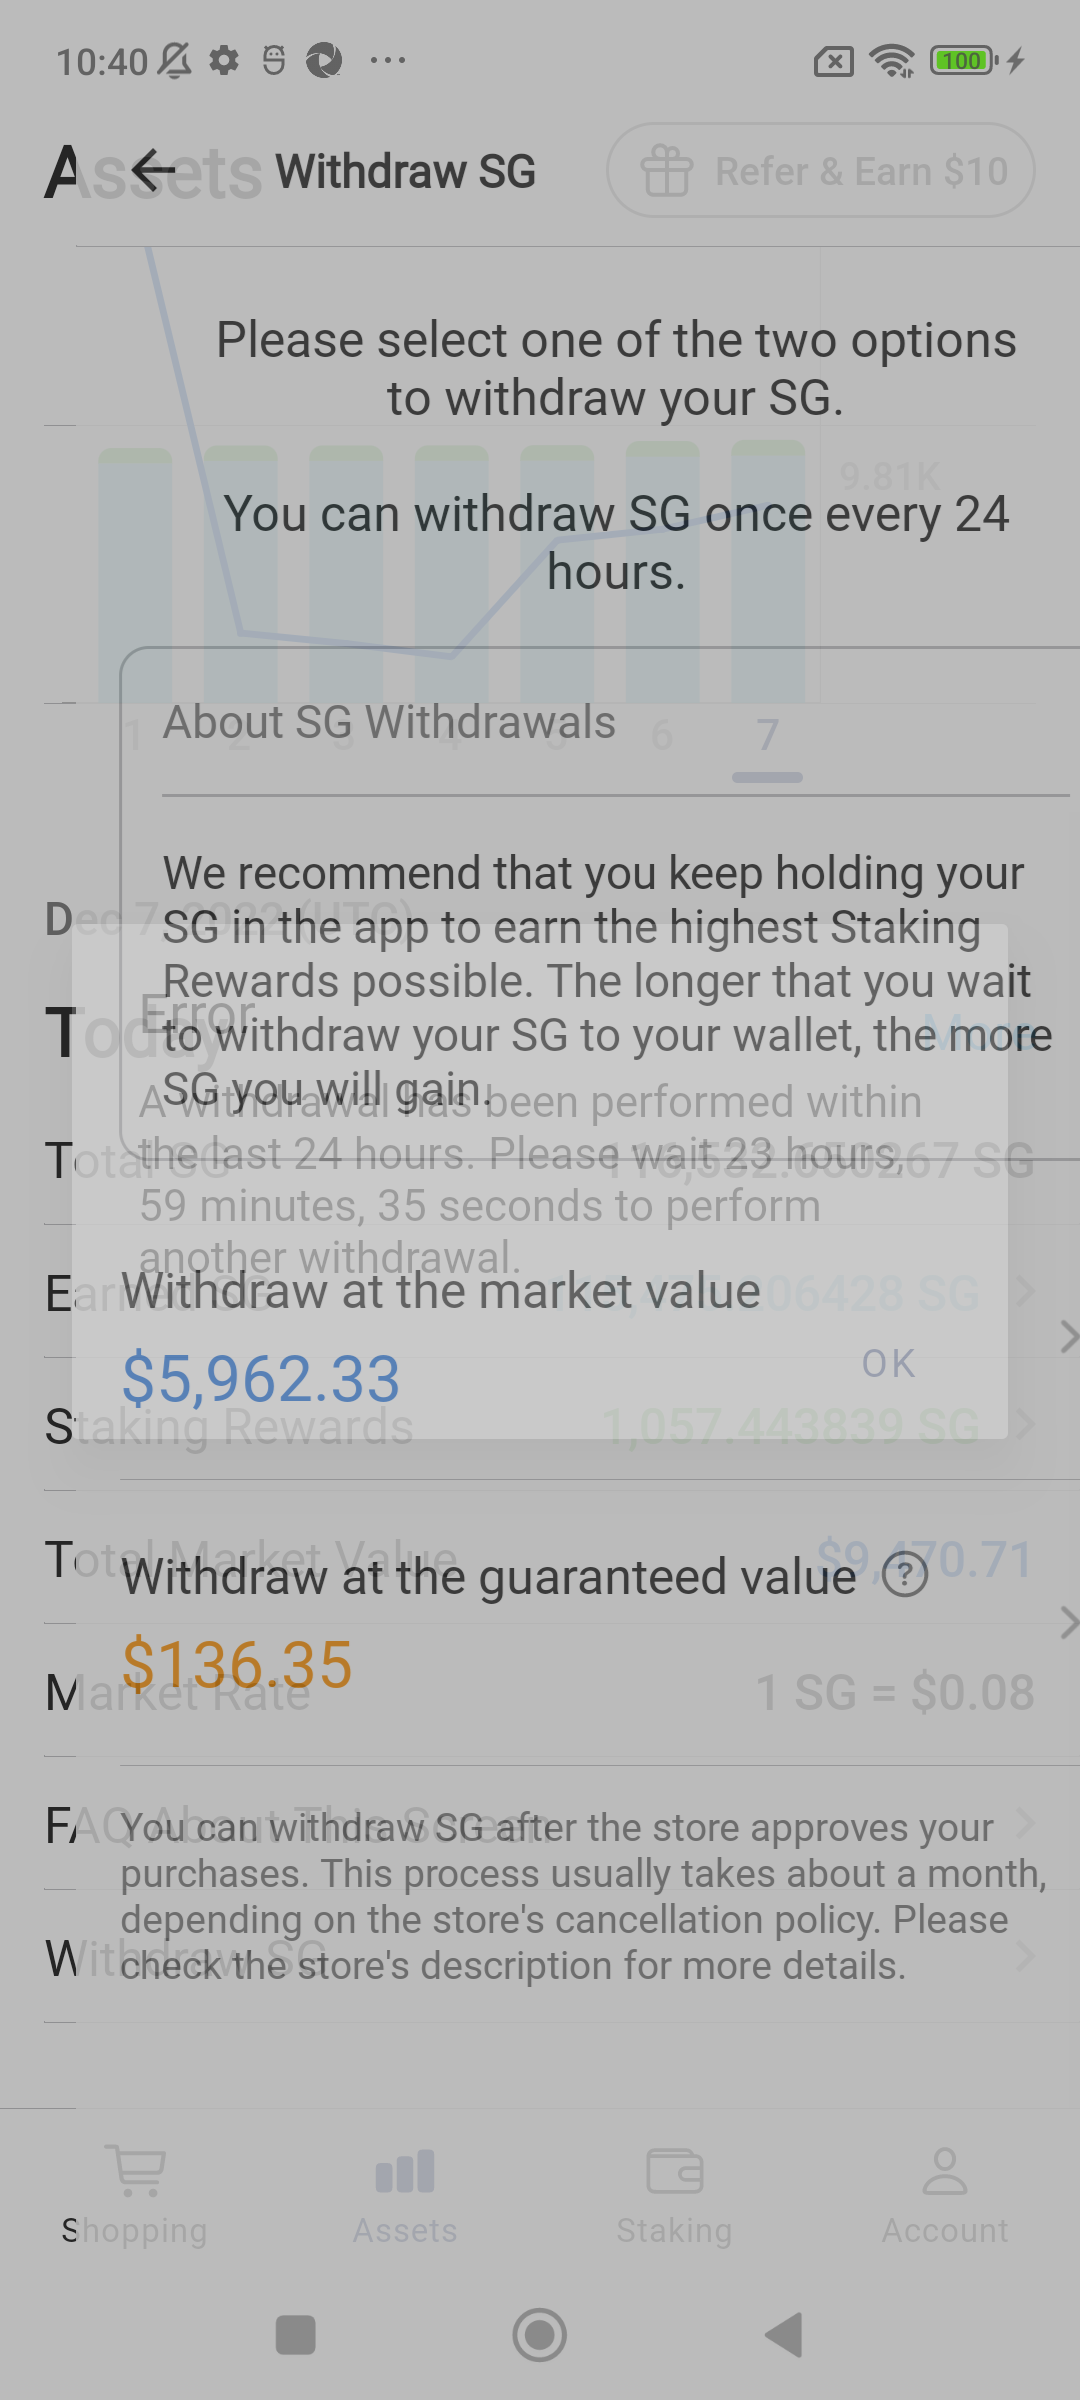 10:40
100
Assets
Withdraw SG
Refer & Earn $10
Please select one of the two options
to withdraw your SG.
9.81K
You can withdraw SG once every 24
hours.
About SG Withdrawals
1 2 3 4 5 6 7
We recommend that you keep holding your
SG in the app to earn the highest Staking
Rewards possible. The longer that you wait
to withdraw your SG to your wallet, the more
SG you will gain.
Dec 7, 2022 (UTC)
Today
More
Error
A withdrawal has been performed within
the last 24 hours. Please wait 23 hours,
59 minutes, 35 seconds to perform
another withdrawal.
OK
Total SG
Earned SG
Withdraw at the market value
$5,962.33
Staking Rewards 1,057.443839 SG
Total Market Value $9,470.71
Withdraw at the guaranteed value ?
$136.35
Market Rate 1 SG = $0.08
FAQ About This Screen
You can withdraw SG after the store approves your
purchases. This process usually takes about a month,
depending on the store's cancellation policy. Please
check the store's description for more details.
Withdraw SG
Shopping Assets Staking Account